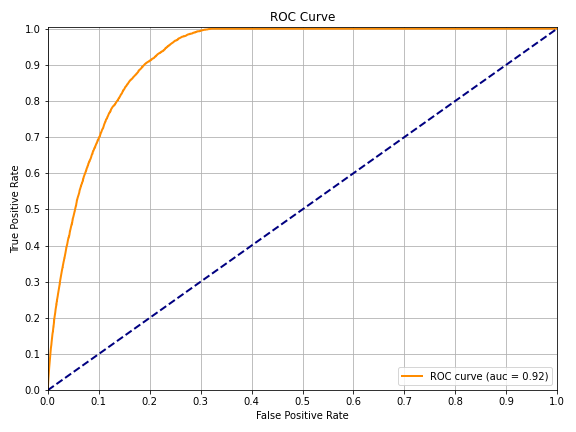 ROC Curve
1.0
0.9
0.8
0.7
0.6
0.5
0.4
0.3
0.2
0.1
0.0
True Positive Rate
ROC curve (auc = 0.92)
0.0 0.1 0.2 0.3 0.4 0.5 0.6 0.7 0.8 0.9 1.0
False Positive Rate